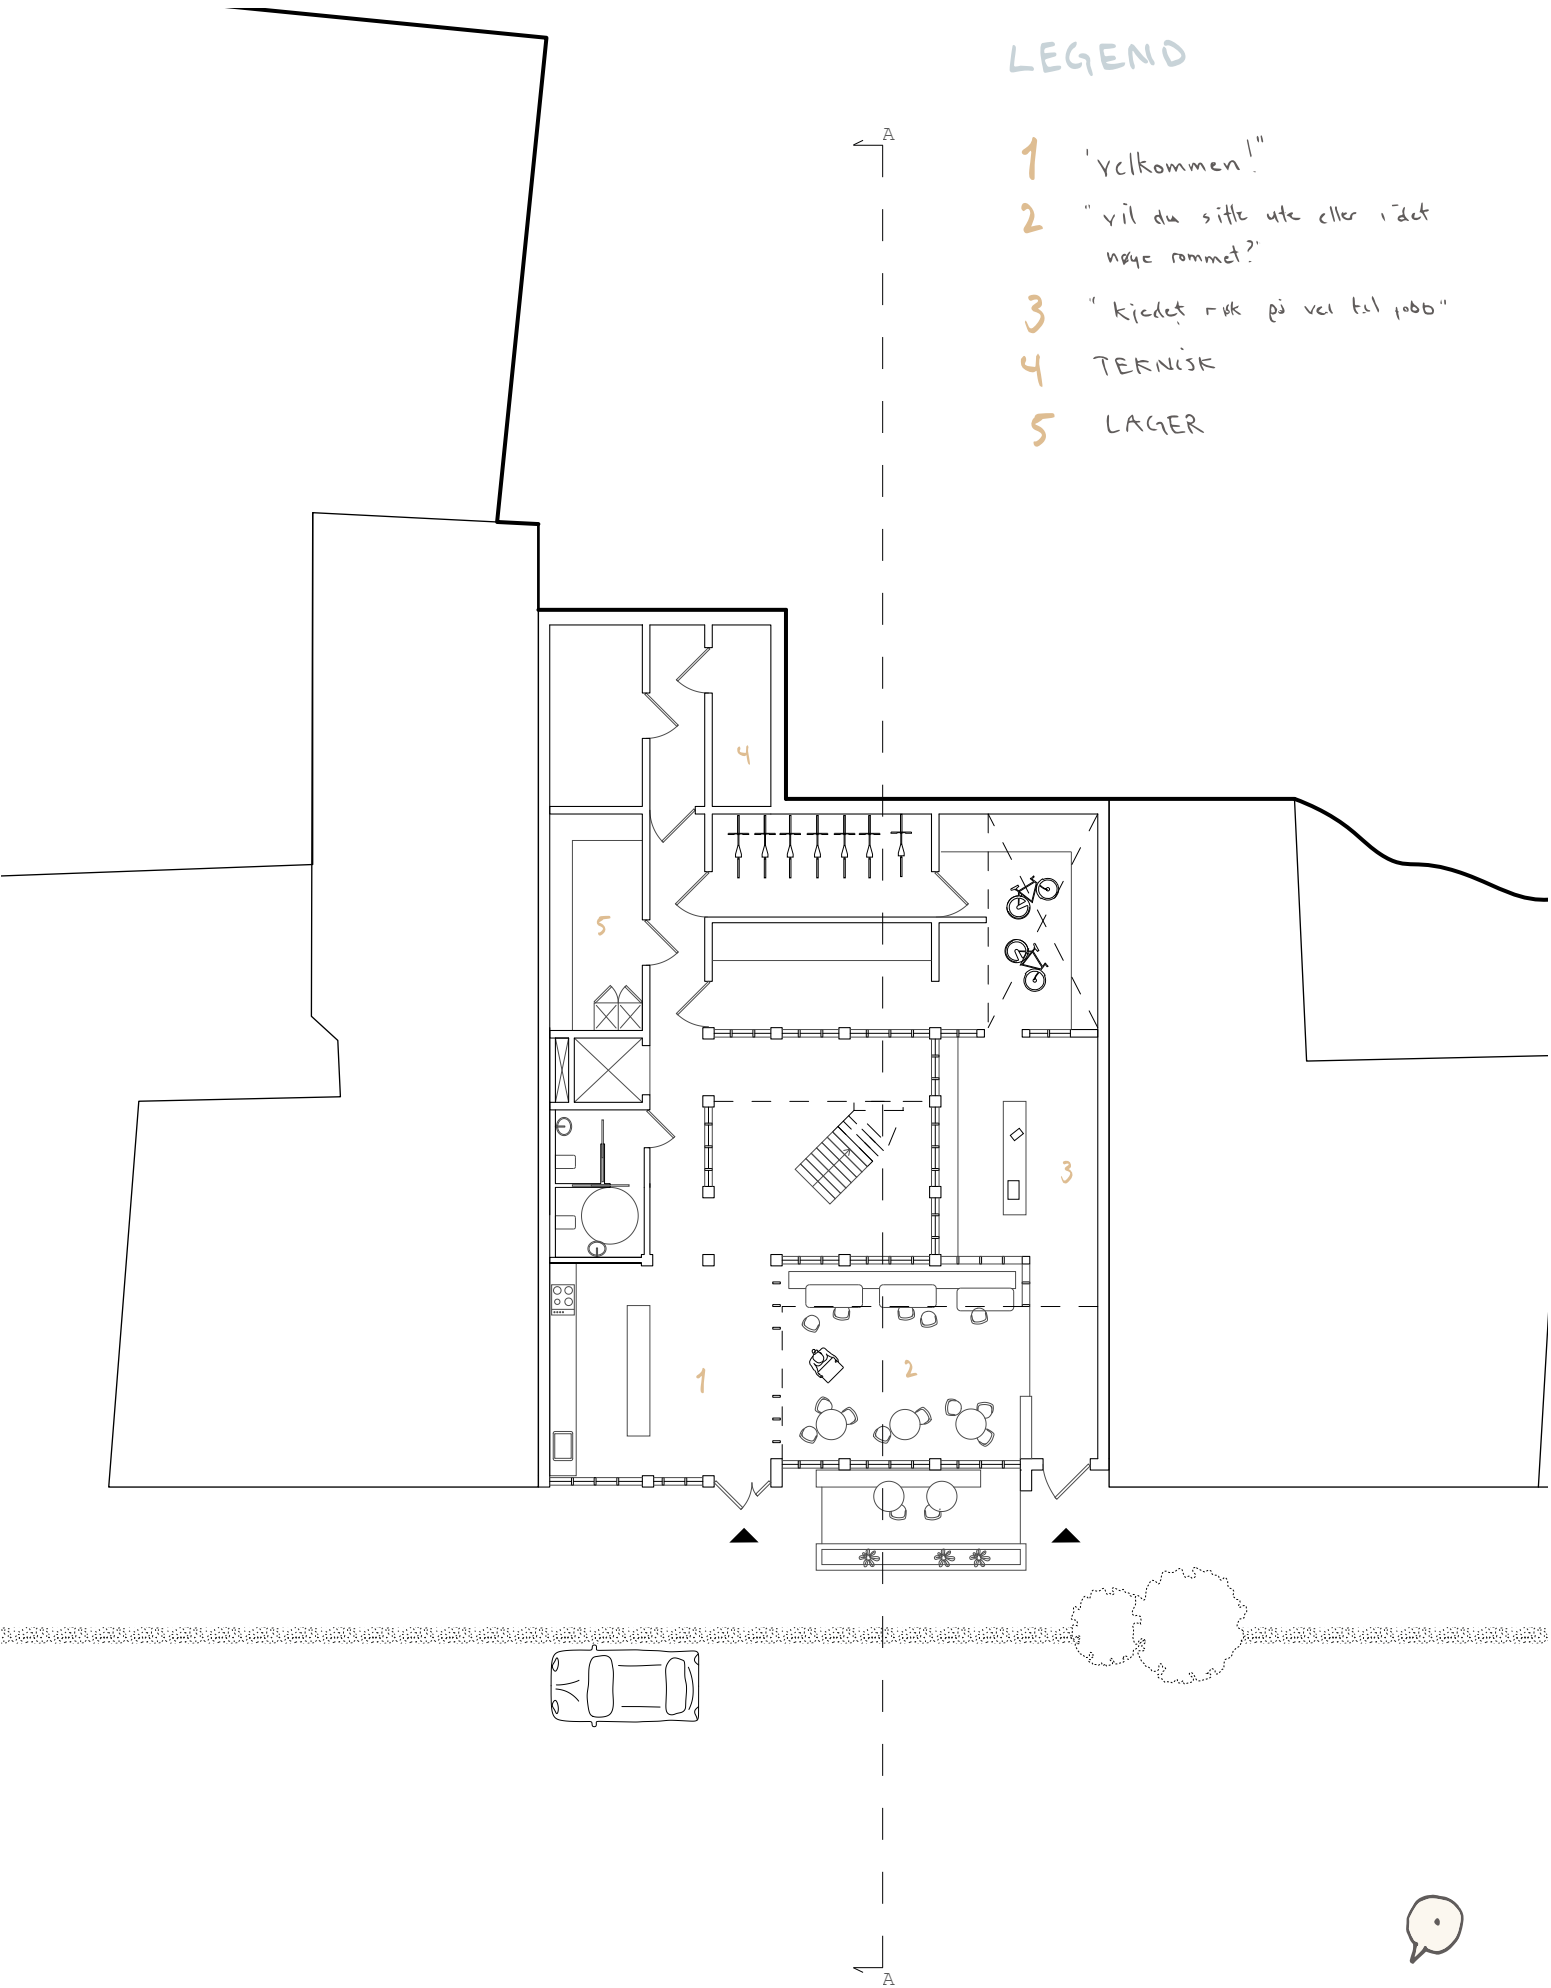 LEGEND
A
1 'velkommen!"
2 "vil du sitte ute eller i det
høye rommet?"
3 "kjedet røk på vei til jobb"
4 TEKNISK
5 LAGER
4
5
3
1
2
A